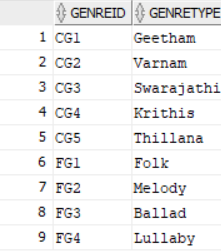 GENREID GENRETYPE
1 CG1 Geetham
2 CG2 Varnam
3 CG3 Swarajathi
4 CG4 Krithis
5 CG5 Thillana
6 FG1 Folk
7 FG2 Melody
8 FG3 Ballad
9 FG4 Lullaby